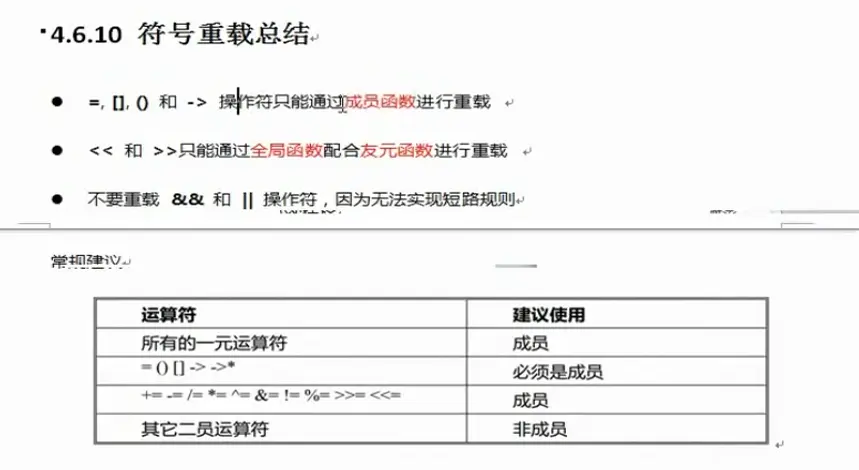 4.6.10 符号重载总结
=, [], () 和 -> 操作符只能通过成员函数进行重载
<< 和 >>只能通过全局函数配合友元函数进行重载
不要重载 && 和 || 操作符，因为无法实现短路规则
常规建议
运算符 建议使用
所有的一元运算符 成员
= () [] -> ->* 必须是成员
+= -= /= *= ^= &= != %= >>= <<= 成员
其它二员运算符 非成员